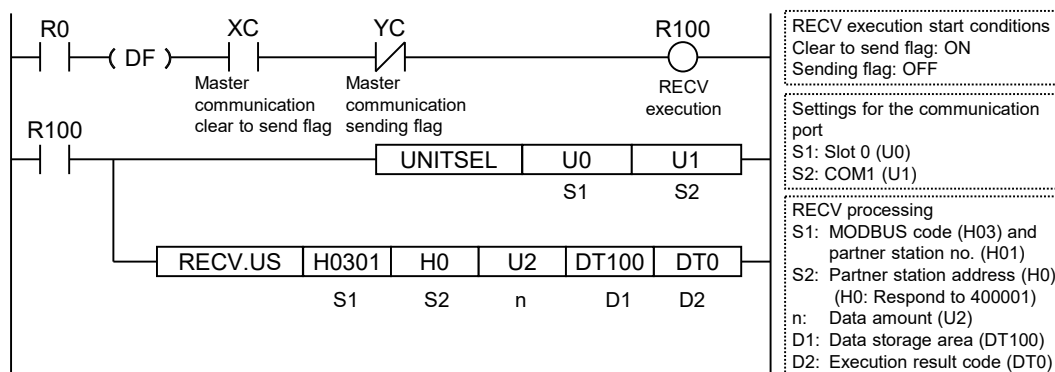 R0
XC
YC
R100
( DF )
Master
communication
clear to send flag
Master
communication
sending flag
RECV
execution
R100
UNITSEL U0 U1
S1 S2
RECV.US H0301 H0 U2 DT100 DT0
S1 S2 n D1 D2
RECV execution start conditions
Clear to send flag: ON
Sending flag: OFF
Settings for the communication
port
S1: Slot 0 (U0)
S2: COM1 (U1)
RECV processing
S1: MODBUS code (H03) and
partner station no. (H01)
S2: Partner station address (H0)
(H0: Respond to 400001)
n: Data amount (U2)
D1: Data storage area (DT100)
D2: Execution result code (DT0)